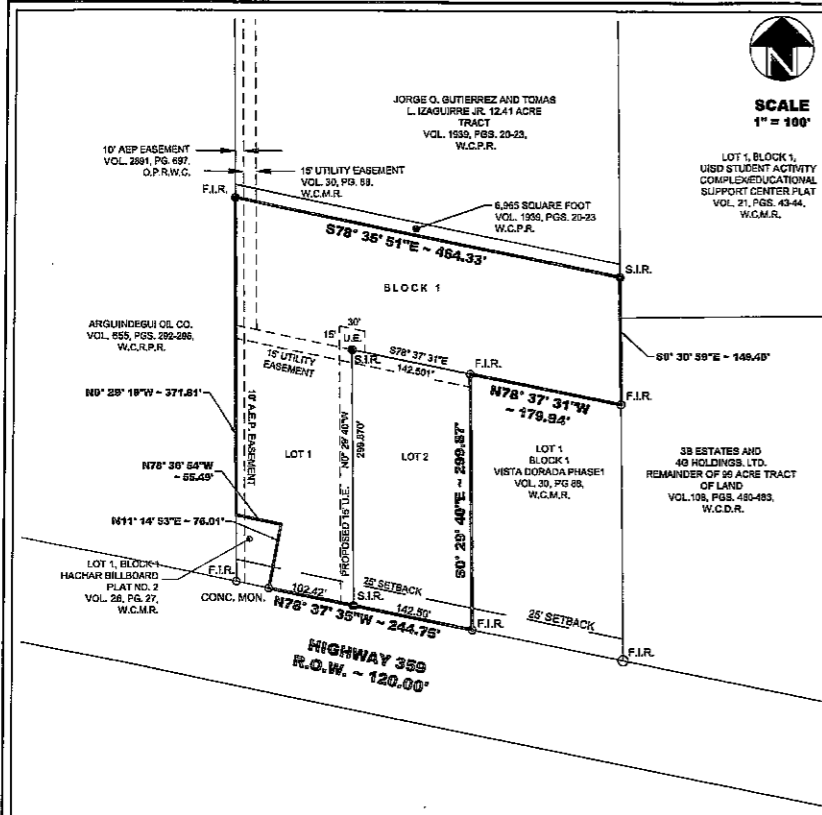 N
SCALE
1" = 100'
JORGE O. GUTIERREZ AND TOMAS
L. IZAGUIRRE JR. 12.41 ACRE
TRACT
VOL. 1939, PGS. 20-23,
W.C.P.R.
LOT 1, BLOCK 1,
UISD STUDENT ACTIVITY
COMPLEX/EDUCATIONAL
SUPPORT CENTER PLAT
VOL. 21, PGS. 43-44,
W.C.M.R.
10' AEP EASEMENT
VOL. 2891, PG. 697,
O.P.R.W.C.
15' UTILITY EASEMENT
VOL. 30, PG. 68,
W.C.M.R.
F.I.R.
6,965 SQUARE FOOT
VOL. 1939, PGS. 20-23
W.C.P.R.
S78° 35' 51"E ~ 464.33'
S.I.R.
BLOCK 1
ARGUINDEGUI OIL CO.
VOL. 655, PGS. 292-296,
W.C.R.P.R.
30'
15'
U.E.
S.I.R.
S78° 37' 31"E
142.501'
15' UTILITY
EASEMENT
F.I.R.
S0° 30' 59"E ~ 149.45'
N78° 37' 31"W
~ 179.94'
F.I.R.
N0° 29' 19"W ~ 371.81'
10' A.E.P. EASEMENT
LOT 1
N0° 29' 40"W
299.870'
LOT 2
S0° 29' 40"E ~ 299.87'
LOT 1
BLOCK 1
VISTA DORADA PHASE1
VOL. 30, PG 68,
W.C.M.R.
3B ESTATES AND
4G HOLDINGS, LTD.
REMAINDER OF 99 ACRE TRACT
OF LAND
VOL.108, PGS. 480-483,
W.C.D.R.
N78° 36' 54"W
~ 55.49'
N11° 14' 53"E ~ 76.01'
PROPOSED 15' U.E.
LOT 1, BLOCK 1
HACHAR BILLBOARD
PLAT NO. 2
VOL. 26, PG. 27,
W.C.M.R.
F.I.R.
CONC. MON.
102.42'
S.I.R.
25' SETBACK
142.50'
25' SETBACK
N78° 37' 35"W ~ 244.75'
F.I.R.
F.I.R.
HIGHWAY 359
R.O.W. ~ 120.00'